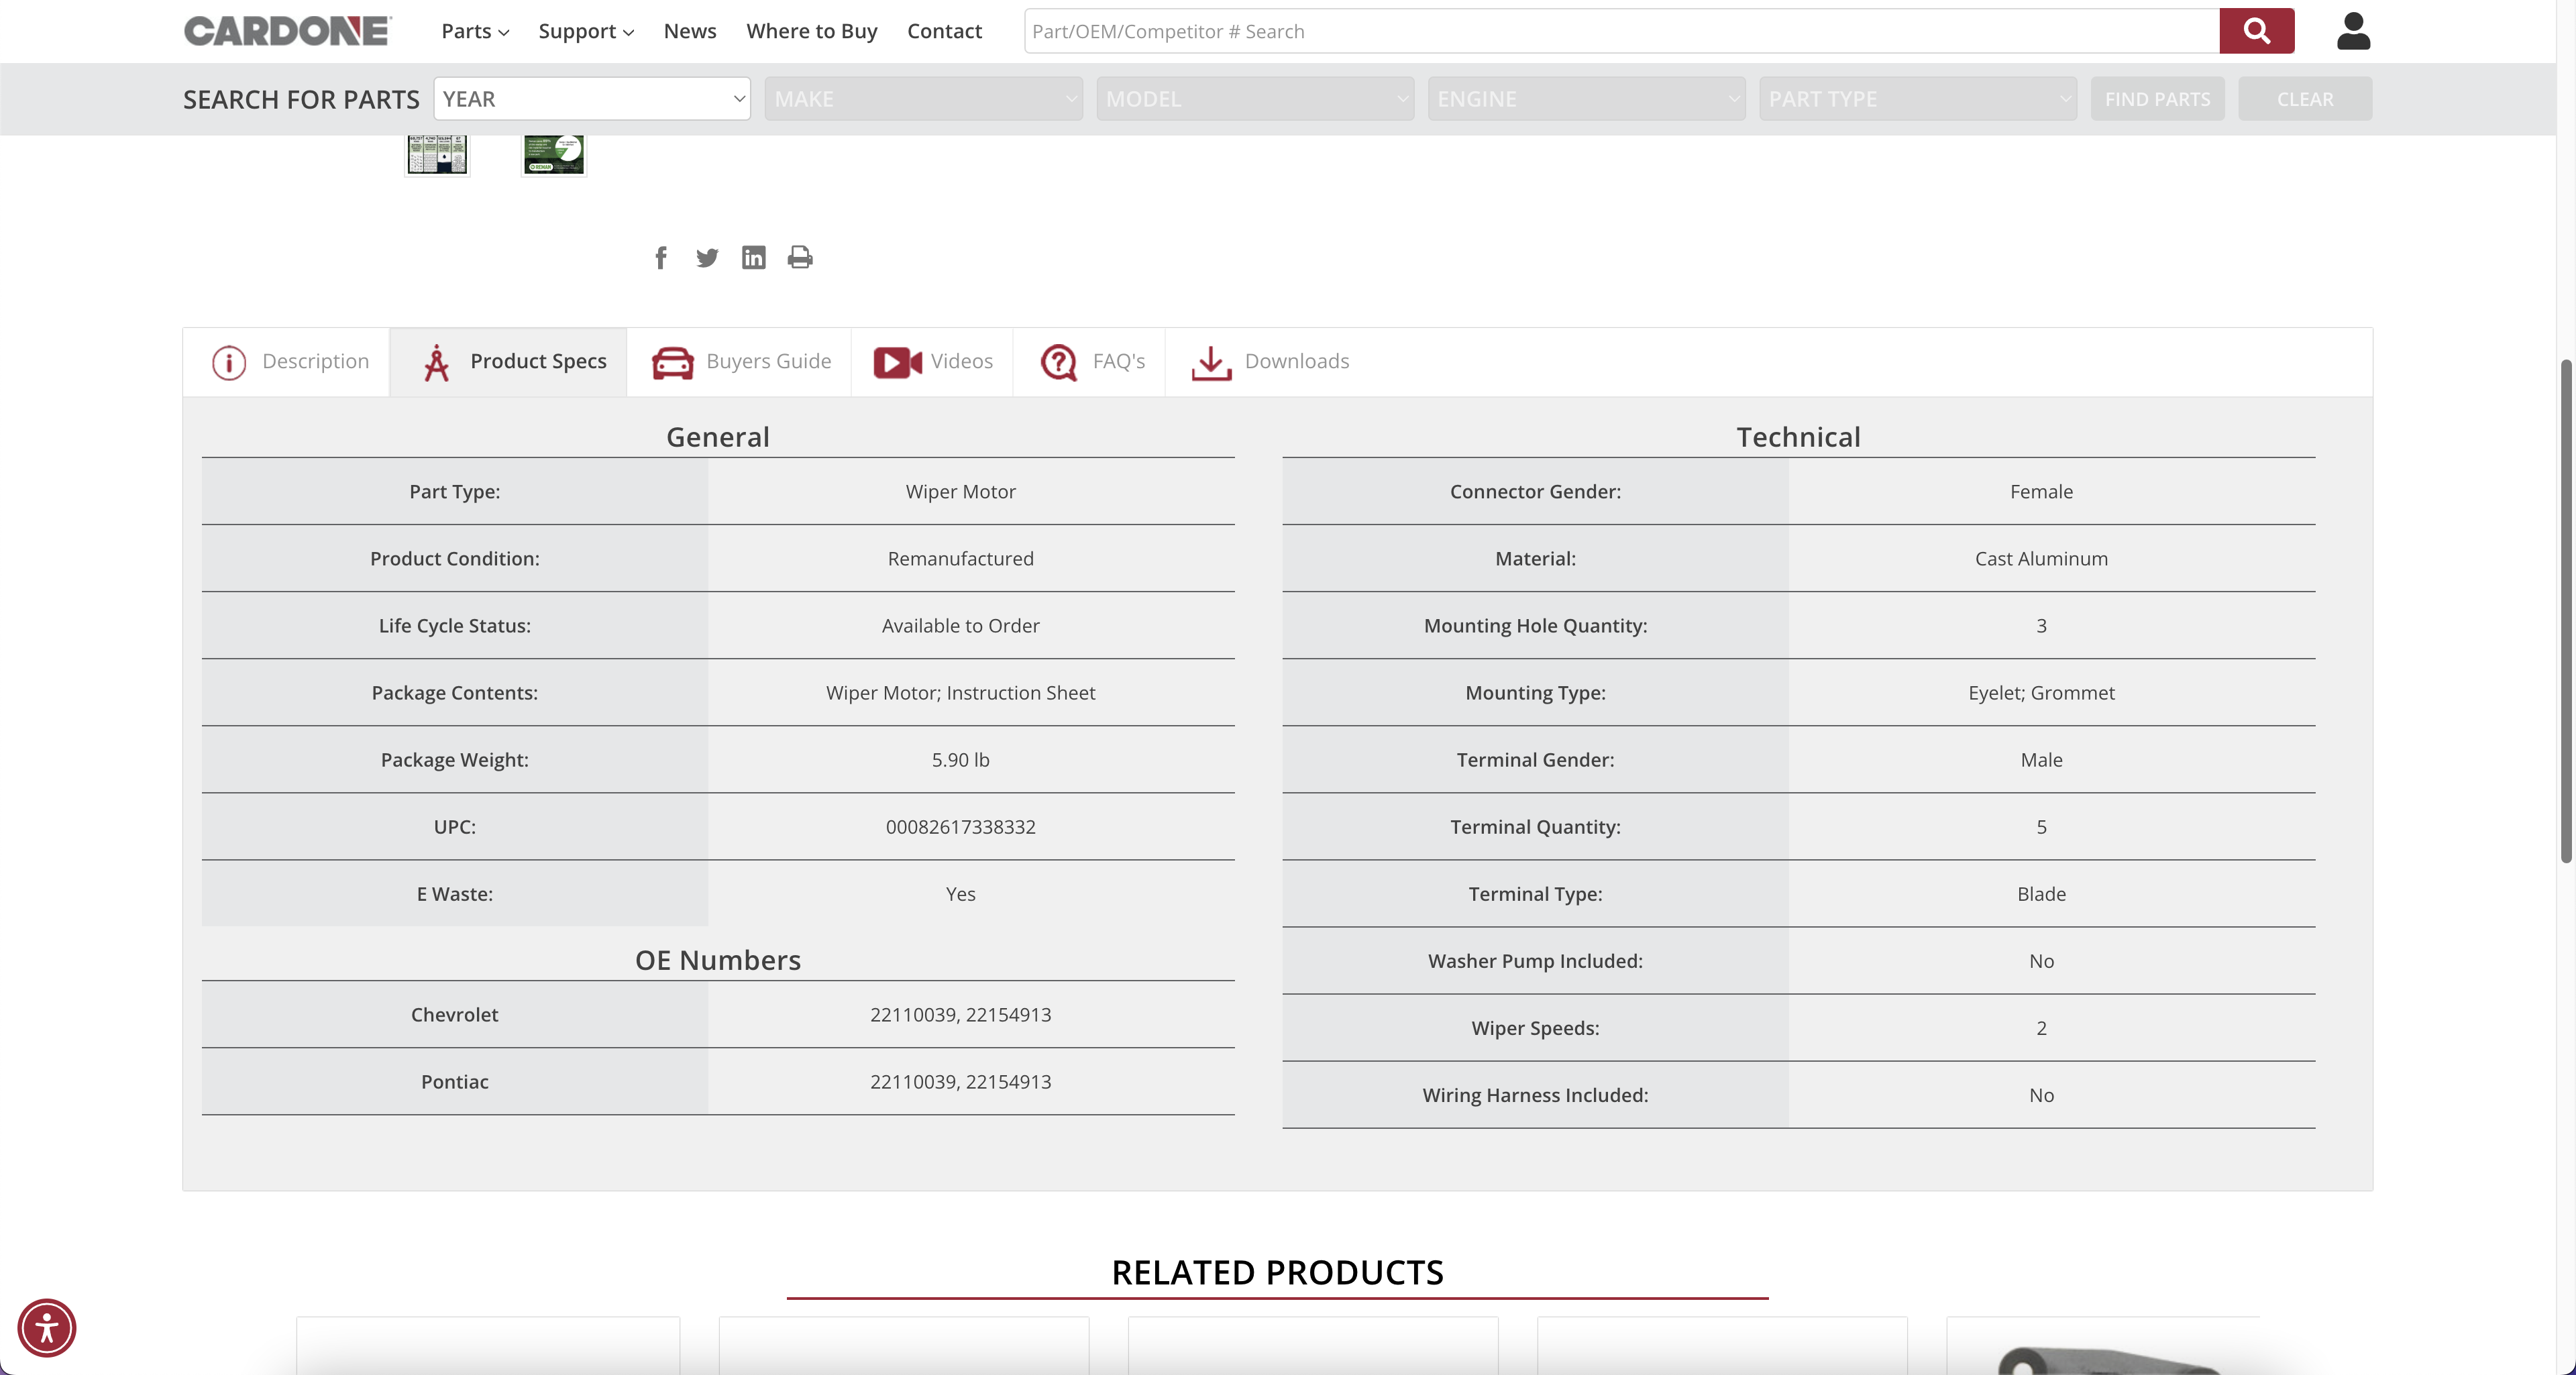 CARDONE
Parts
Support
News
Where to Buy
Contact
Part/OEM/Competitor # Search
SEARCH FOR PARTS
YEAR
MAKE
MODEL
ENGINE
PART TYPE
FIND PARTS
CLEAR
Description
Product Specs
Buyers Guide
Videos
FAQ's
Downloads
General
Part Type: Wiper Motor
Product Condition: Remanufactured
Life Cycle Status: Available to Order
Package Contents: Wiper Motor; Instruction Sheet
Package Weight: 5.90 lb
UPC: 00082617338332
E Waste: Yes
OE Numbers
Chevrolet 22110039, 22154913
Pontiac 22110039, 22154913
Technical
Connector Gender: Female
Material: Cast Aluminum
Mounting Hole Quantity: 3
Mounting Type: Eyelet; Grommet
Terminal Gender: Male
Terminal Quantity: 5
Terminal Type: Blade
Washer Pump Included: No
Wiper Speeds: 2
Wiring Harness Included: No
RELATED PRODUCTS